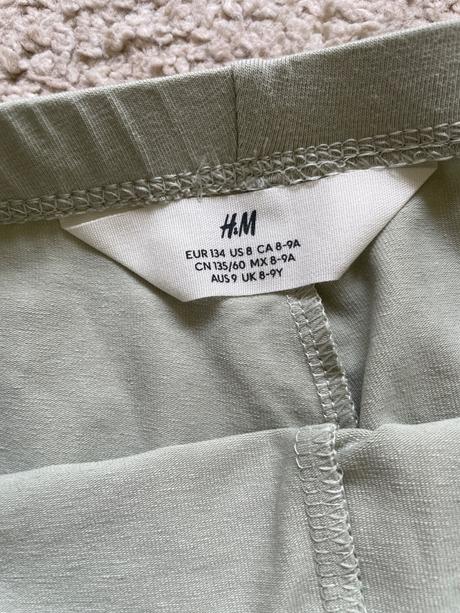 H&M
EUR 134 US 8 CA 8-9A
CN 135/60 MX 8-9A
AUS 9 UK 8-9Y